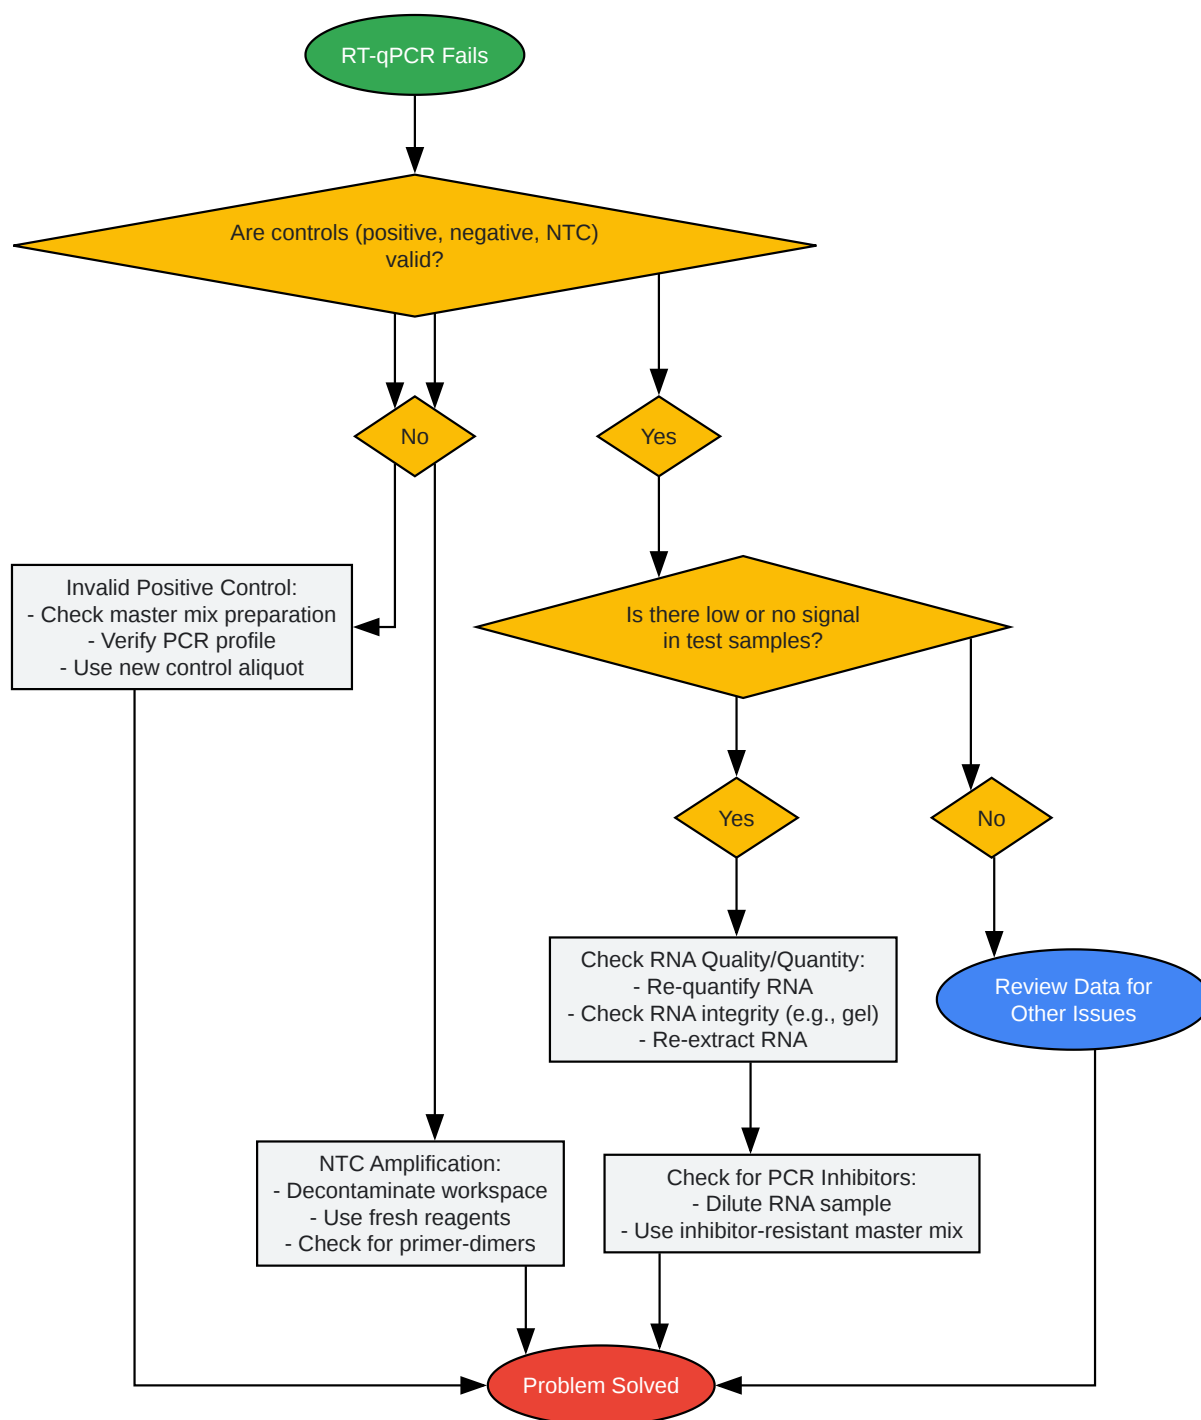 RT-qPCR Fails
Are controls (positive, negative, NTC)
valid?
No
Yes
Invalid Positive Control:
- Check master mix preparation
- Verify PCR profile
- Use new control aliquot
Is there low or no signal
in test samples?
Yes
No
Check RNA Quality/Quantity:
- Re-quantify RNA
- Check RNA integrity (e.g., gel)
- Re-extract RNA
Review Data for
Other Issues
NTC Amplification:
- Decontaminate workspace
- Use fresh reagents
- Check for primer-dimers
Check for PCR Inhibitors:
- Dilute RNA sample
- Use inhibitor-resistant master mix
Problem Solved